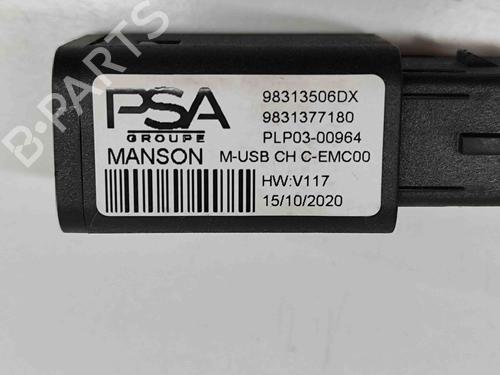 PSA
GROUPE
MANSON
98313506DX
9831377180
PLP03-00964
M-USB CH C-EMC00
HW:V117
15/10/2020
B-PARTS